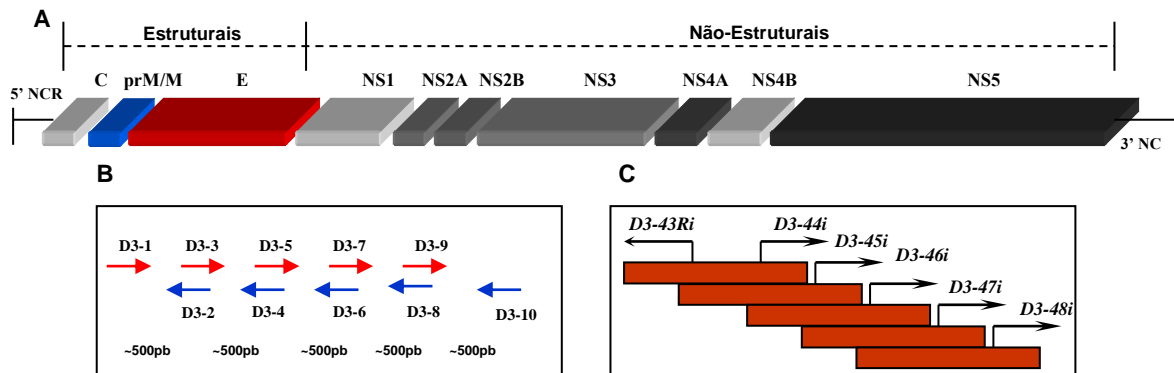 A
Estruturais
Não-Estruturais
5’ NCR
C
prM/M
E
NS1
NS2A
NS2B
NS3
NS4A
NS4B
NS5
3’ NC
B
D3-1
D3-3
D3-5
D3-7
D3-9
D3-2
D3-4
D3-6
D3-8
D3-10
~500pb
~500pb
~500pb
~500pb
~500pb
C
D3-43Ri
D3-44i
D3-45i
D3-46i
D3-47i
D3-48i